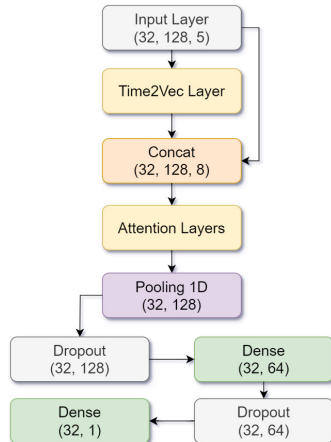 Input Layer
(32, 128, 5)
Time2Vec Layer
Concat
(32, 128, 8)
Attention Layers
Pooling 1D
(32, 128)
Dropout
(32, 128)
Dense
(32, 64)
Dense
(32, 1)
Dropout
(32, 64)